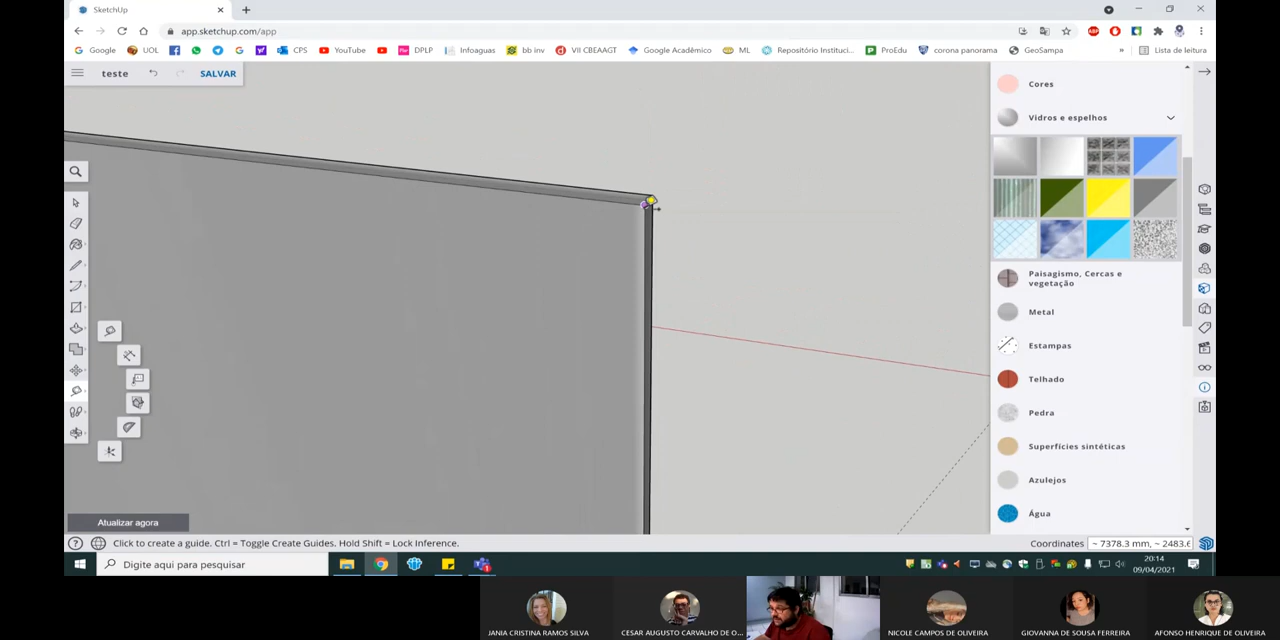 SketchUp
app.sketchup.com/app
Google
UOL
CPS
YouTube
DPLP
Infoaguas
bb inv
VII CBEAAGT
Google Acadêmico
ML
Repositório Instituci...
ProEdu
corona panorama
GeoSampa
»
Lista de leitura
teste
SALVAR
Cores
Vidros e espelhos
Paisagismo, Cercas e
vegetação
Metal
Estampas
Telhado
Pedra
Superfícies sintéticas
Azulejos
Água
Atualizar agora
Click to create a guide. Ctrl = Toggle Create Guides. Hold Shift = Lock Inference.
Coordinates
~ 7378.3 mm, ~ 2483.6
Digite aqui para pesquisar
20:14
09/04/2021
JANIA CRISTINA RAMOS SILVA
CESAR AUGUSTO CARVALHO DE O...
NICOLE CAMPOS DE OLIVEIRA
GIOVANNA DE SOUSA FERREIRA
AFONSO HENRIQUE DE OLIVEIRA